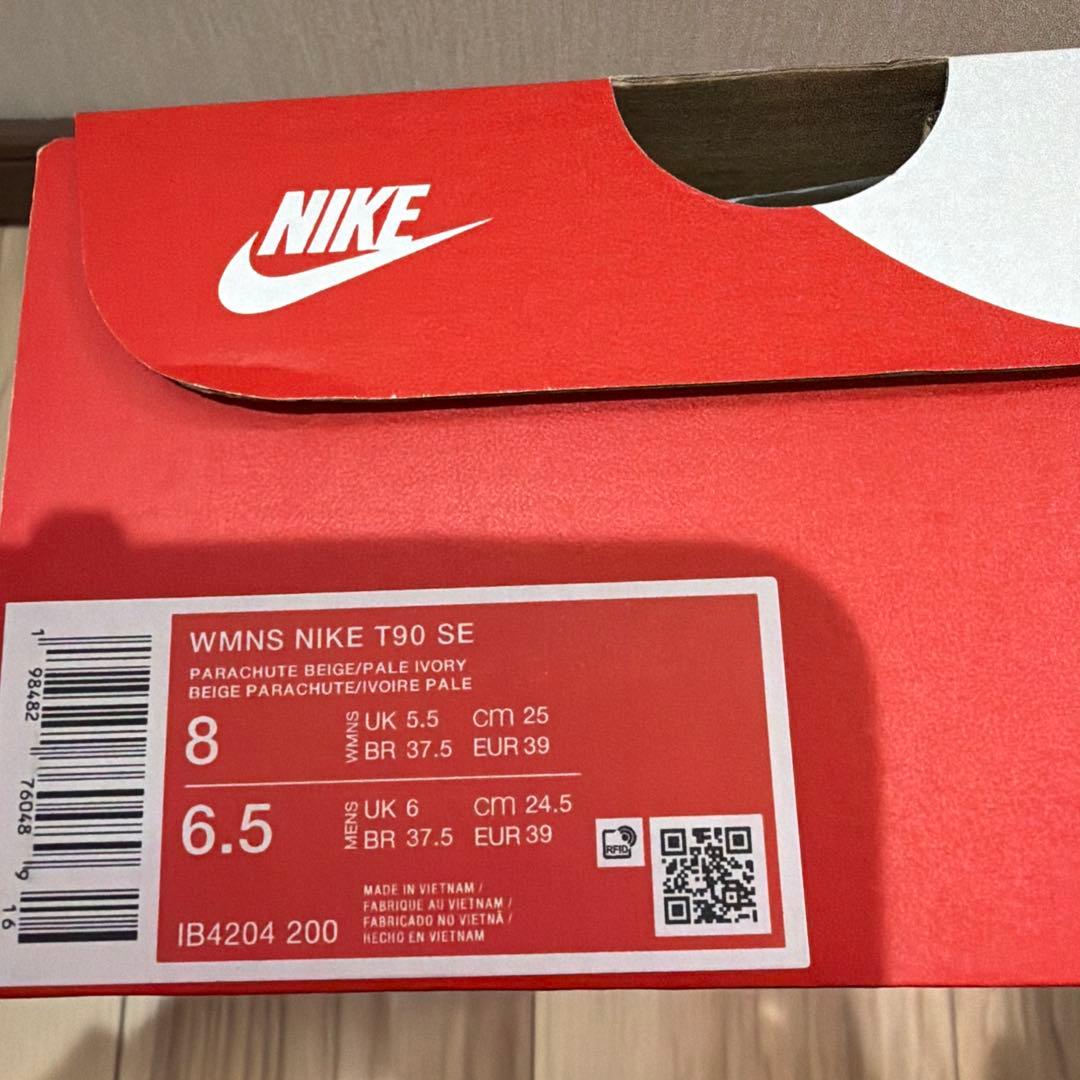 NIKE
WMNS NIKE T90 SE
PARACHUTE BEIGE/PALE IVORY
BEIGE PARACHUTE/IVOIRE PALE
8
WMNS
UK 5.5 cm 25
BR 37.5 EUR 39
6.5
MENS
UK 6 cm 24.5
BR 37.5 EUR 39
IB4204 200
MADE IN VIETNAM /
FABRIQUE AU VIETNAM /
FABRICADO NO VIETNÃ /
HECHO EN VIETNAM
RFID
1 98482 76048 9 16